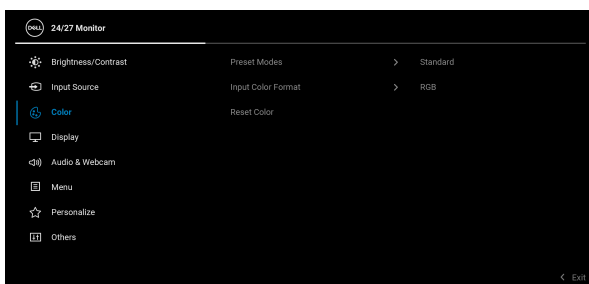 DELL 24/27 Monitor
Brightness/Contrast Preset Modes > Standard
Input Source Input Color Format > RGB
Color Reset Color
Display
Audio & Webcam
Menu
Personalize
Others
< Exit